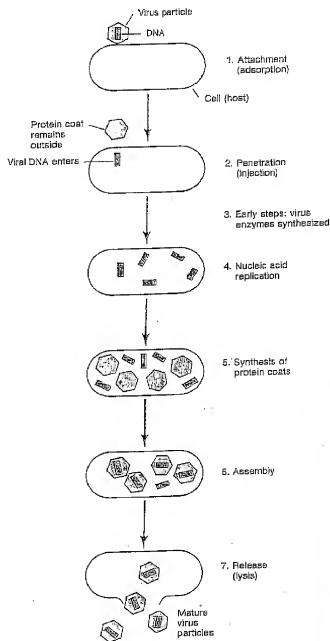 Virus particle
DNA
1. Attachment
(adsorption)
Cell (host)
Protein coat
remains
outside
Viral DNA enters
2. Penetration
(injection)
3. Early steps: virus
enzymes synthesized
4. Nucleic acid
replication
5. Synthesis of
protein coats
6. Assembly
7. Release
(lysis)
Mature
virus
particles